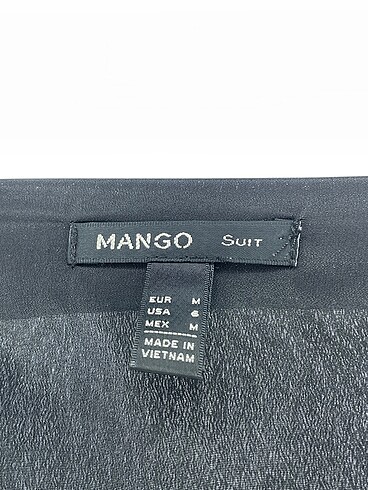 MANGO SUIT
EUR M
USA 6
MEX M
MADE IN
VIETNAM